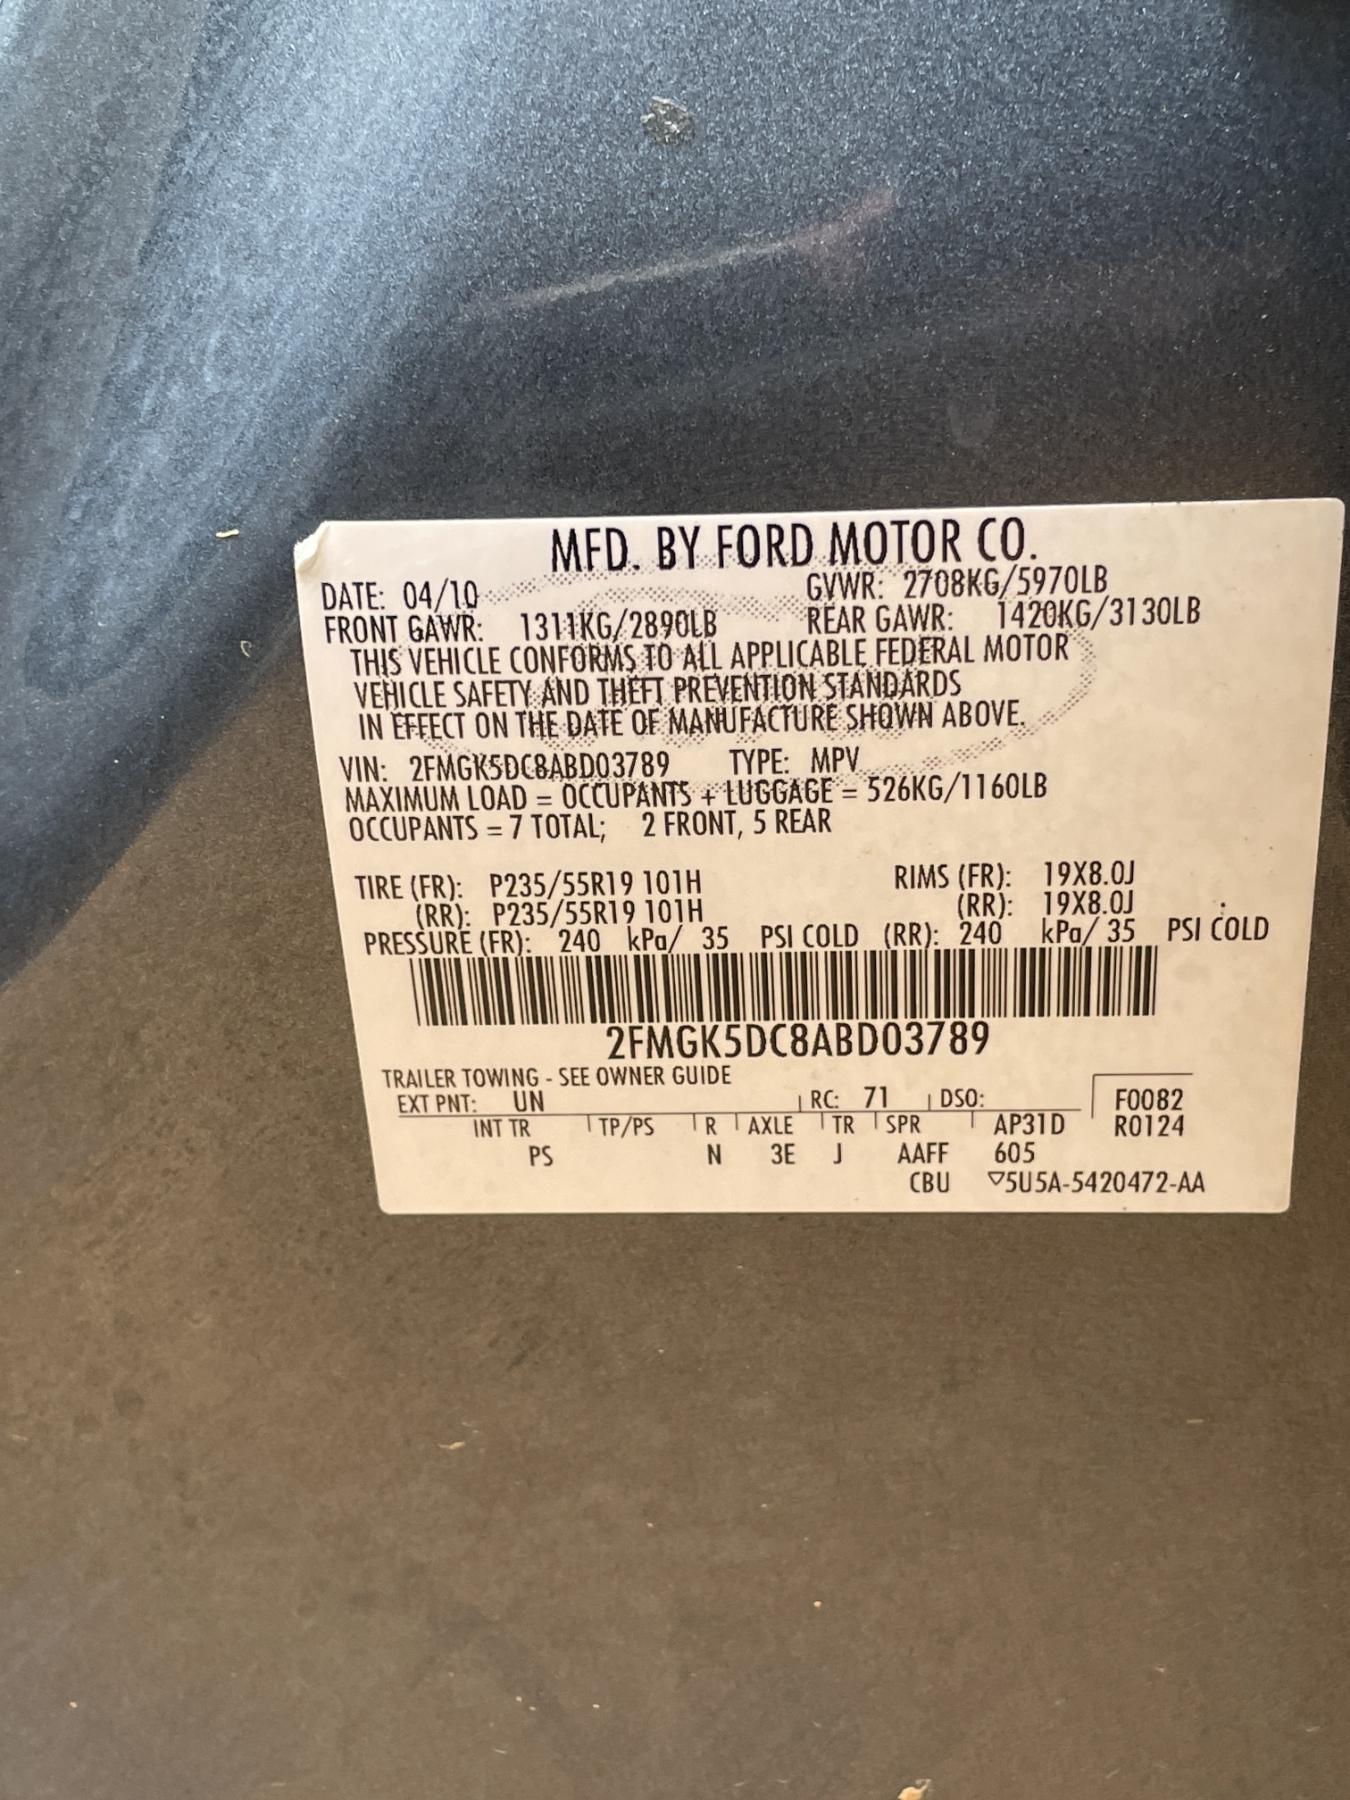 MFD. BY FORD MOTOR CO.
DATE: 04/10 GVWR: 2708KG/5970LB
FRONT GAWR: 1311KG/2890LB REAR GAWR: 1420KG/3130LB
THIS VEHICLE CONFORMS TO ALL APPLICABLE FEDERAL MOTOR
VEHICLE SAFETY AND THEFT PREVENTION STANDARDS
IN EFFECT ON THE DATE OF MANUFACTURE SHOWN ABOVE.
VIN: 2FMGK5DC8ABD03789 TYPE: MPV
MAXIMUM LOAD = OCCUPANTS + LUGGAGE = 526KG/1160LB
OCCUPANTS = 7 TOTAL; 2 FRONT, 5 REAR
TIRE (FR): P235/55R19 101H RIMS (FR): 19X8.0J
(RR): P235/55R19 101H (RR): 19X8.0J
PRESSURE (FR): 240 kPa/ 35 PSI COLD (RR): 240 kPa/ 35 PSI COLD
2FMGK5DC8ABD03789
TRAILER TOWING - SEE OWNER GUIDE
EXT PNT: UN RC: 71 DSO: F0082
INT TR TP/PS R AXLE TR SPR AP31D R0124
PS N 3E J AAFF 605
CBU ▽5U5A-5420472-AA